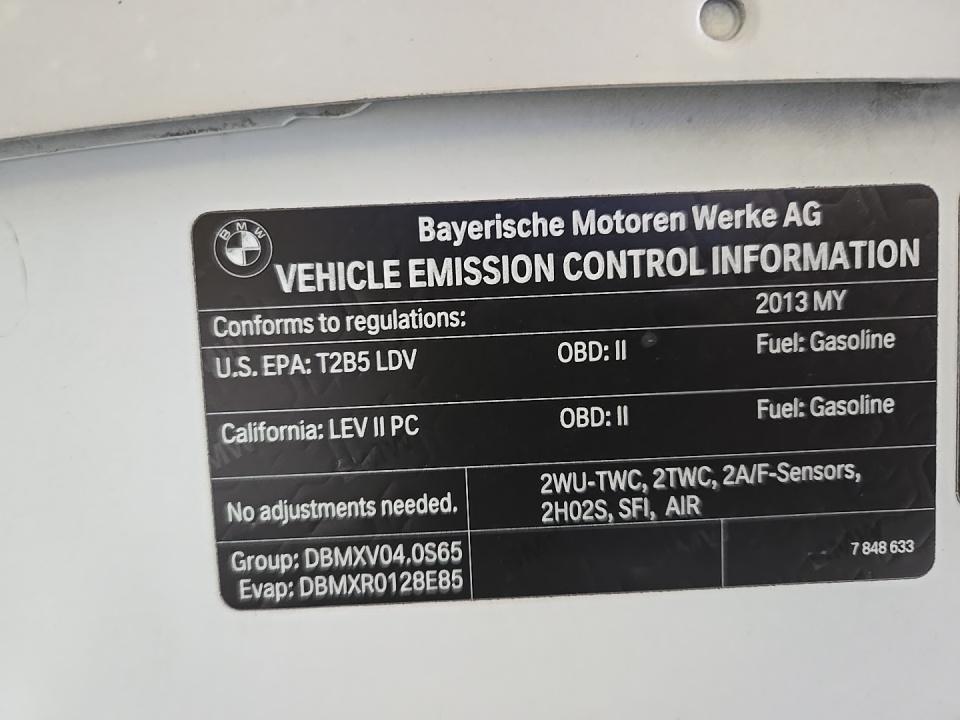 BMW
Bayerische Motoren Werke AG
VEHICLE EMISSION CONTROL INFORMATION
Conforms to regulations: 2013 MY
U.S. EPA: T2B5 LDV OBD: II Fuel: Gasoline
California: LEV II PC OBD: II Fuel: Gasoline
No adjustments needed.
2WU-TWC, 2TWC, 2A/F-Sensors,
2HO2S, SFI, AIR
Group: DBMXV04.0S65
Evap: DBMXR0128E85
7 848 633